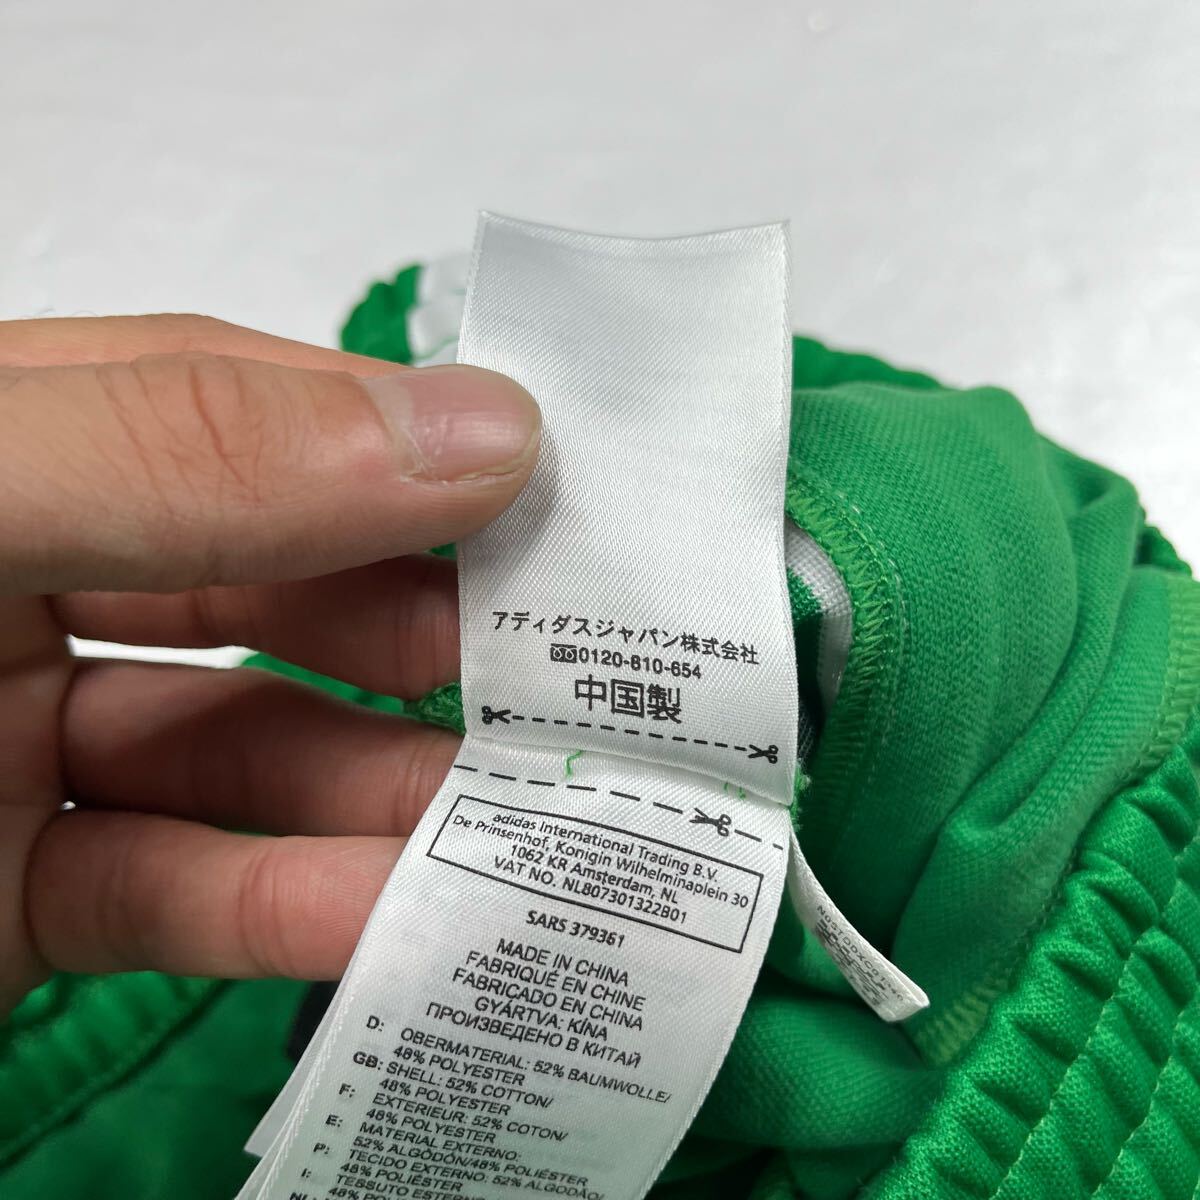 アディダスジャパン株式会社
0120-810-654
中国製
adidas International Trading B.V.
De Prinsenhof, Konigin Wilhelminaplein 30
1062 KR Amsterdam, NL
VAT NO. NL807301322B01
SARS 379361
MADE IN CHINA
FABRIQUÉ EN CHINE
FABRICADO EN CHINA
GYÁRTVA: KÍNA
ПРОИЗВЕДЕНО В КИТАЙ
D: OBERMATERIAL: 52% BAUMWOLLE/
48% POLYESTER
GB: SHELL: 52% COTTON/
48% POLYESTER
F: EXTERIEUR: 52% COTON/
48% POLYESTER
E: MATERIAL EXTERNO:
52% ALGODÓN/48% POLIÉSTER
P: TECIDO EXTERNO: 52% ALGODÃO/
48% POLIÉSTER
I: TESSUTO ESTERNO: